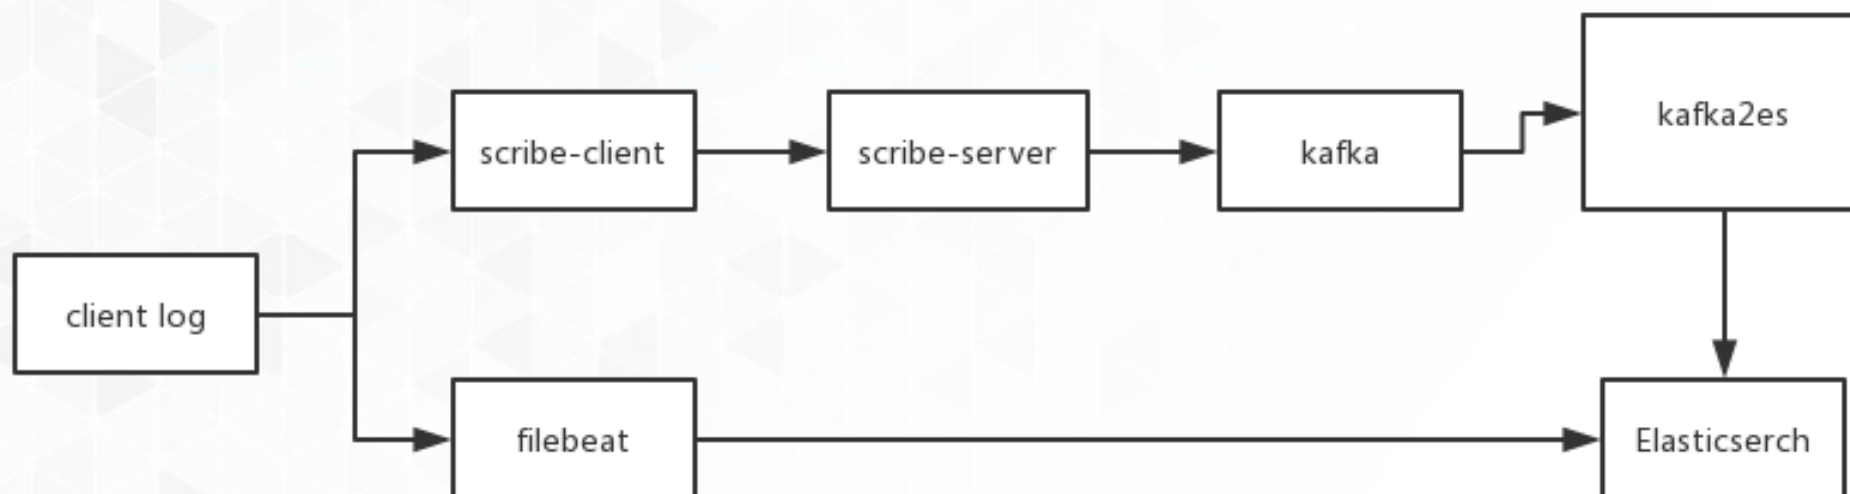 kafka2es
scribe-client
scribe-server
kafka
client log
filebeat
Elasticserch